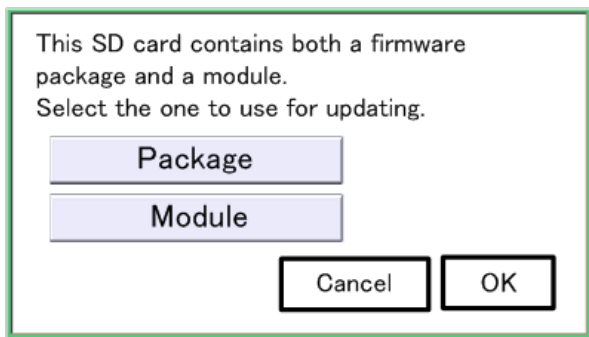 This SD card contains both a firmware
package and a module.
Select the one to use for updating.
Package
Module
Cancel
OK